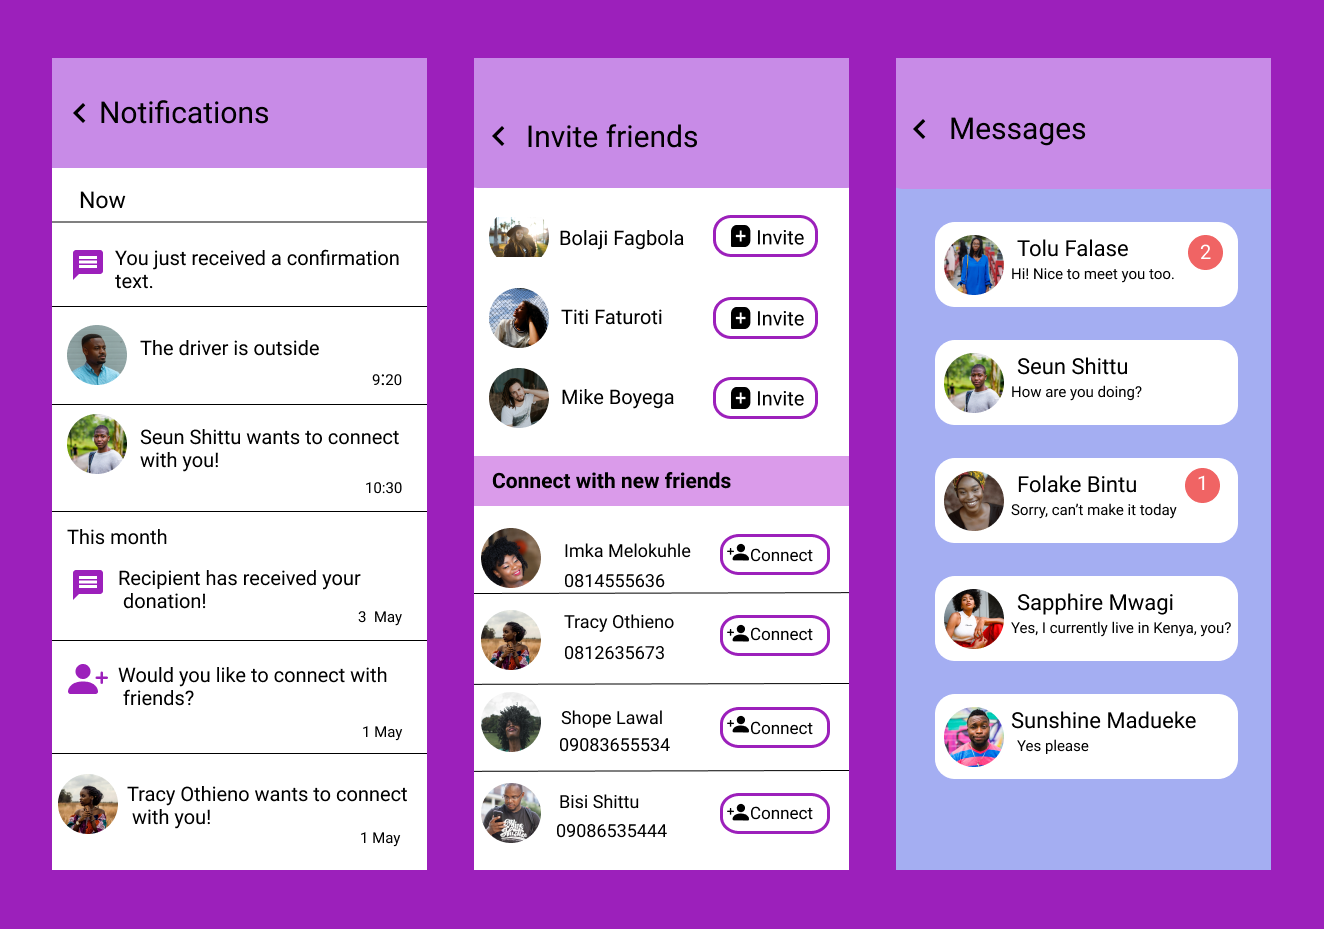 Notifications
Now
You just received a confirmation
text.
The driver is outside
9:20
Seun Shittu wants to connect
with you!
10:30
This month
Recipient has received your
donation!
3 May
Would you like to connect with
friends?
1 May
Tracy Othieno wants to connect
with you!
1 May
Invite friends
Bolaji Fagbola
Invite
Titi Faturoti
Invite
Mike Boyega
Invite
Connect with new friends
Imka Melokuhle
0814555636
Connect
Tracy Othieno
0812635673
Connect
Shope Lawal
09083655534
Connect
Bisi Shittu
09086535444
Connect
Messages
Tolu Falase
Hi! Nice to meet you too.
2
Seun Shittu
How are you doing?
Folake Bintu
Sorry, can't make it today
1
Sapphire Mwagi
Yes, I currently live in Kenya, you?
Sunshine Madueke
Yes please